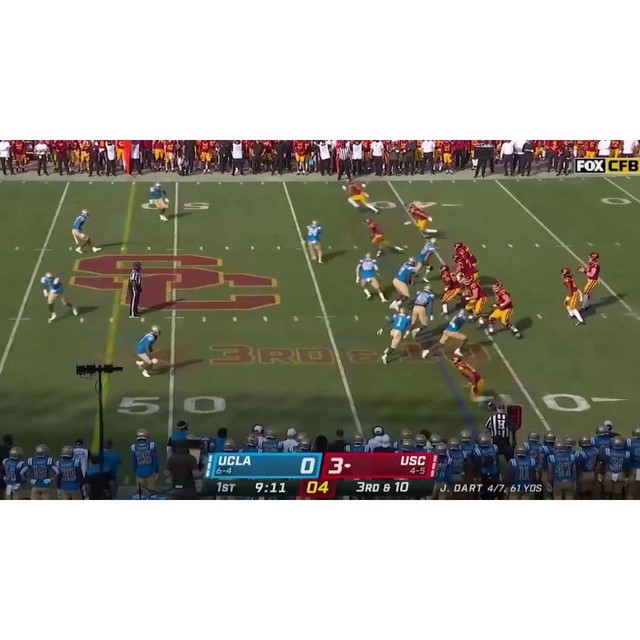 FOX CFB
SC
3RD & 10
50
UCLA 0 3 USC
6-4 4-5
1ST 9:11 04 3RD & 10 J. DART 4/7, 61 YDS